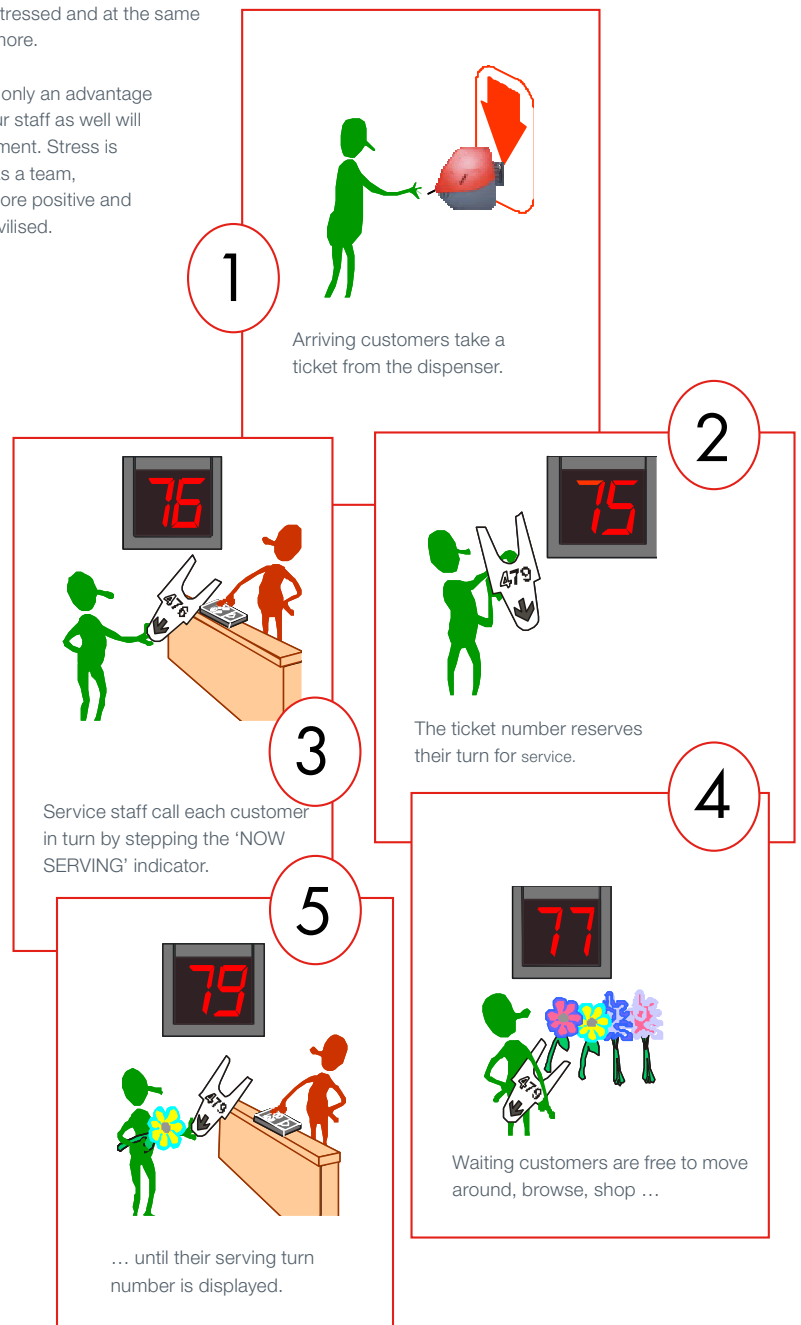 tressed and at the same
nore.
only an advantage
ur staff as well will
ment. Stress is
as a team,
ore positive and
vilised.
1
Arriving customers take a
ticket from the dispenser.
2
75
479
The ticket number reserves
their turn for service.
76
476
3
Service staff call each customer
in turn by stepping the ‘NOW
SERVING’ indicator.
4
77
479
Waiting customers are free to move
around, browse, shop …
5
79
479
… until their serving turn
number is displayed.